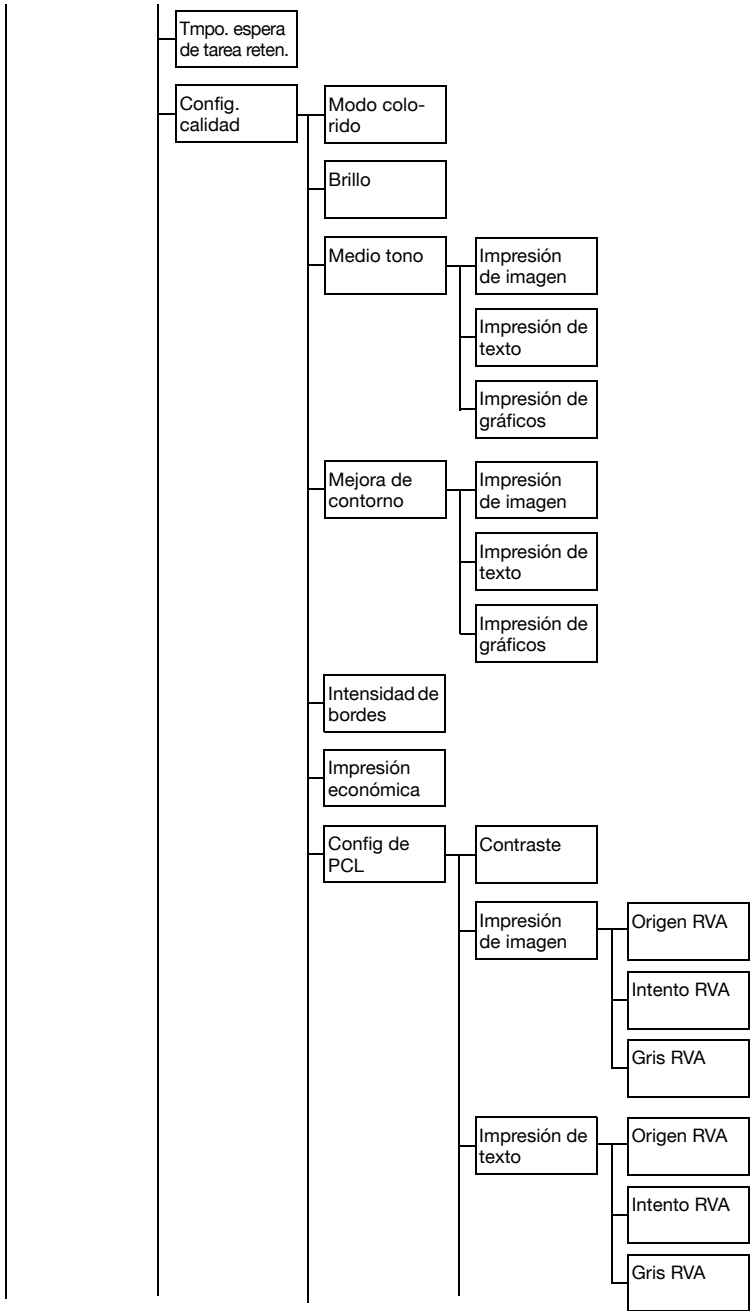 Tmpo. espera
de tarea reten.
Config.
calidad
Modo colo-
rido
Brillo
Medio tono
Impresión
de imagen
Impresión de
texto
Impresión de
gráficos
Mejora de
contorno
Impresión
de imagen
Impresión de
texto
Impresión de
gráficos
Intensidad de
bordes
Impresión
económica
Config de
PCL
Contraste
Impresión
de imagen
Origen RVA
Intento RVA
Gris RVA
Impresión de
texto
Origen RVA
Intento RVA
Gris RVA